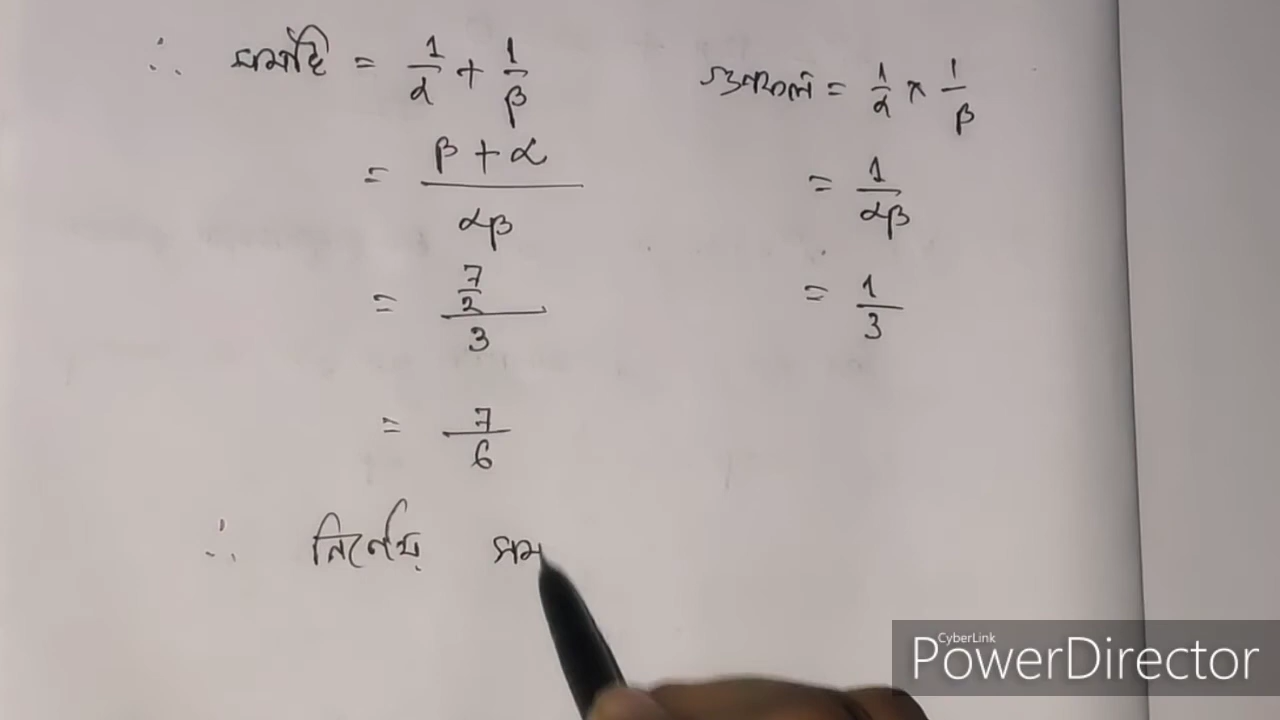 ∴ সমষ্টি = 1/α + 1/β
= β + α / αβ
= 7/2 / 3
= 7/6
গুণফল = 1/α × 1/β
= 1/αβ
= 1/3
∴ নির্ণেয় সম
CyberLink
PowerDirector